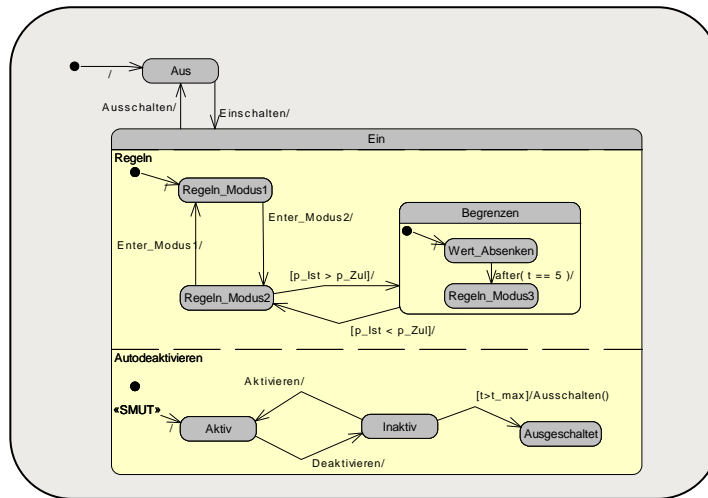 Aus
/
Ausschalten/
Einschalten/
Ein
Regeln
/
Regeln_Modus1
Enter_Modus2/
Enter_Modus1/
Begrenzen
/
Wert_Absenken
after( t == 5 )/
Regeln_Modus3
[p_Ist > p_Zul]/
Regeln_Modus2
[p_Ist < p_Zul]/
Autodeaktivieren
Aktivieren/
[t>t_max]/Ausschalten()
«SMUT»
/
Aktiv
Inaktiv
Ausgeschaltet
Deaktivieren/